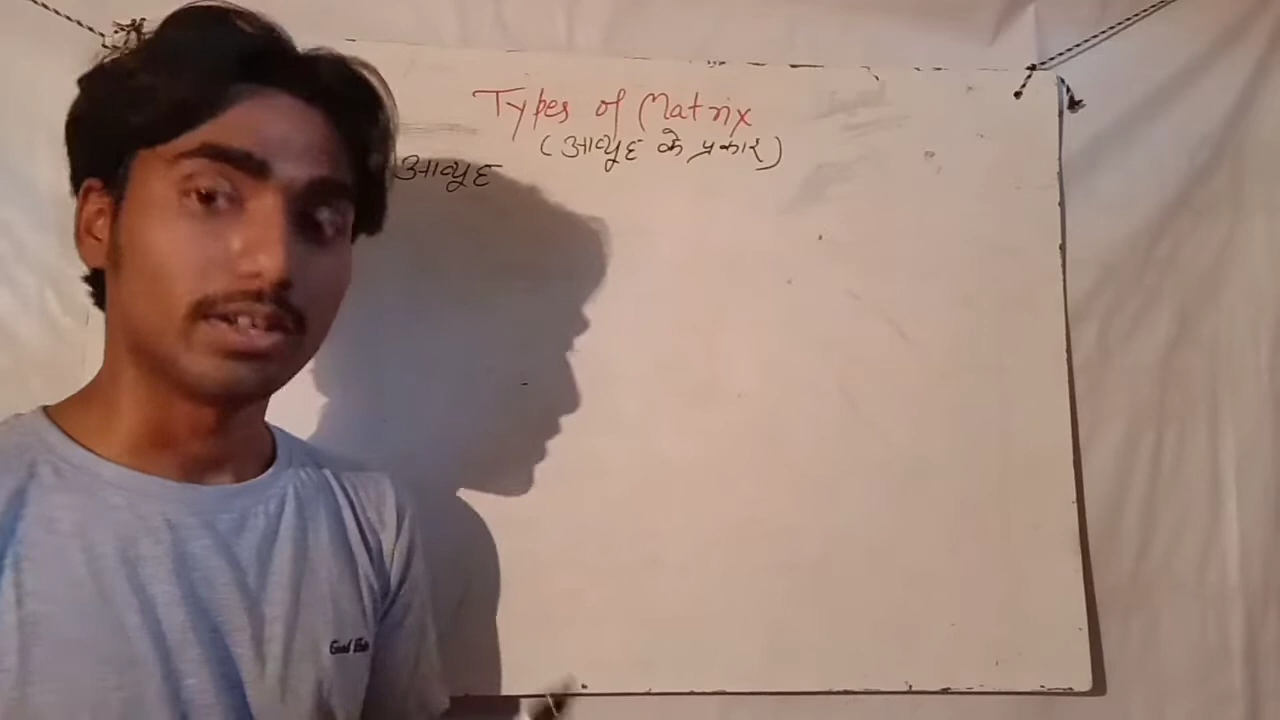 Types of Matrix
(आव्यूह के प्रकार)
आव्यूह